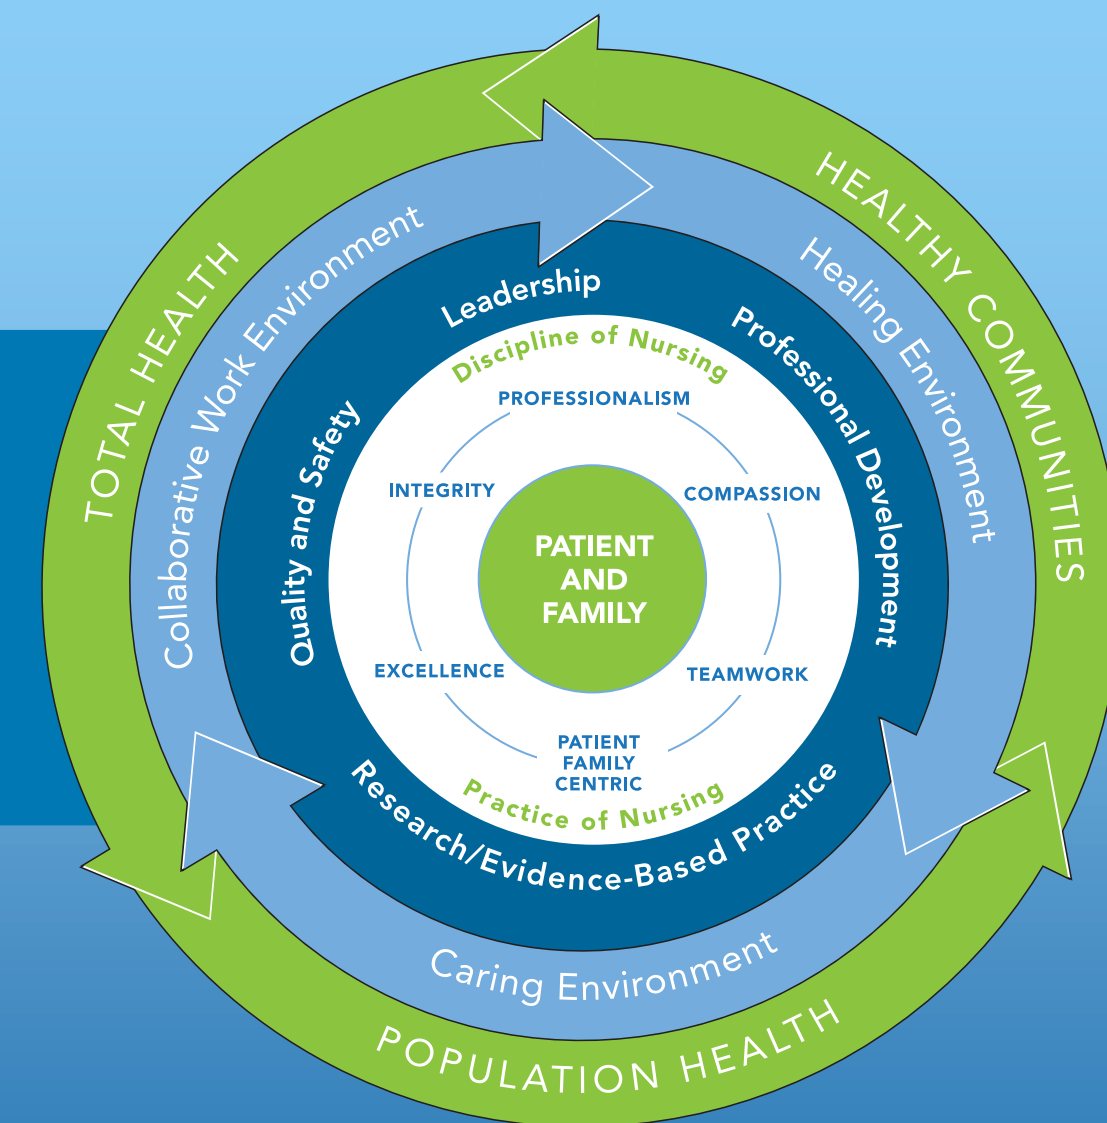 TOTAL HEALTH
HEALTHY COMMUNITIES
POPULATION HEALTH
Collaborative Work Environment
Healing Environment
Caring Environment
Leadership
Professional Development
Quality and Safety
Research/Evidence-Based Practice
Discipline of Nursing
PROFESSIONALISM
INTEGRITY
COMPASSION
PATIENT
AND
FAMILY
EXCELLENCE
TEAMWORK
PATIENT
FAMILY
CENTRIC
Practice of Nursing